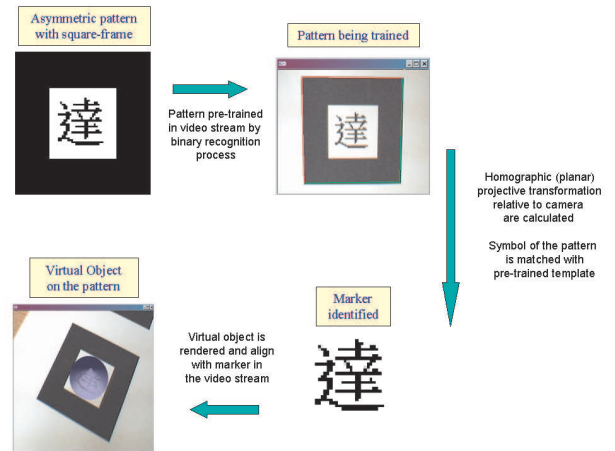 Asymmetric pattern
with square-frame
達
Pattern pre-trained
in video stream by
binary recognition
process
Pattern being trained
達
Homographic (planar)
projective transformation
relative to camera
are calculated
Symbol of the pattern
is matched with
pre-trained template
Marker
identified
達
Virtual object is
rendered and align
with marker in
the video stream
Virtual Object
on the pattern